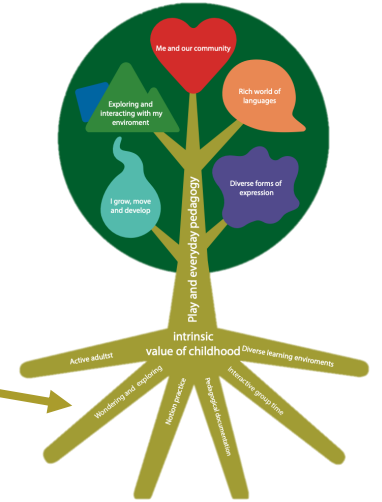 Me and our community
Rich world of
languages
Exploring and
interacting with my
enviroment
I grow, move
and develop
Diverse forms of
expression
Play and everyday pedagogy
intrinsic
value of childhood
Active adultst
Diverse learning enviroments
Wondering and exploring
Interactive group time
Notion practice
Pedagogical documentation